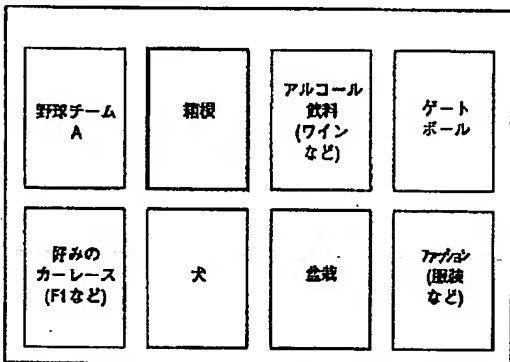 野球チーム
A
箱根
アルコール
飲料
(ワイン
など)
ゲート
ボール
好みの
カーレース
(F1など)
犬
盆栽
ファッション
(服装
など)